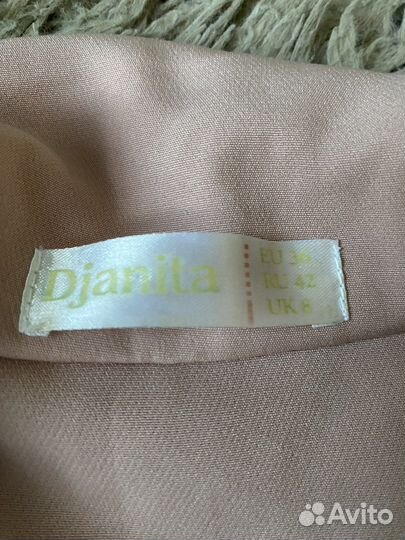 Djanita
EU 36
RU 42
UK 8
Avito